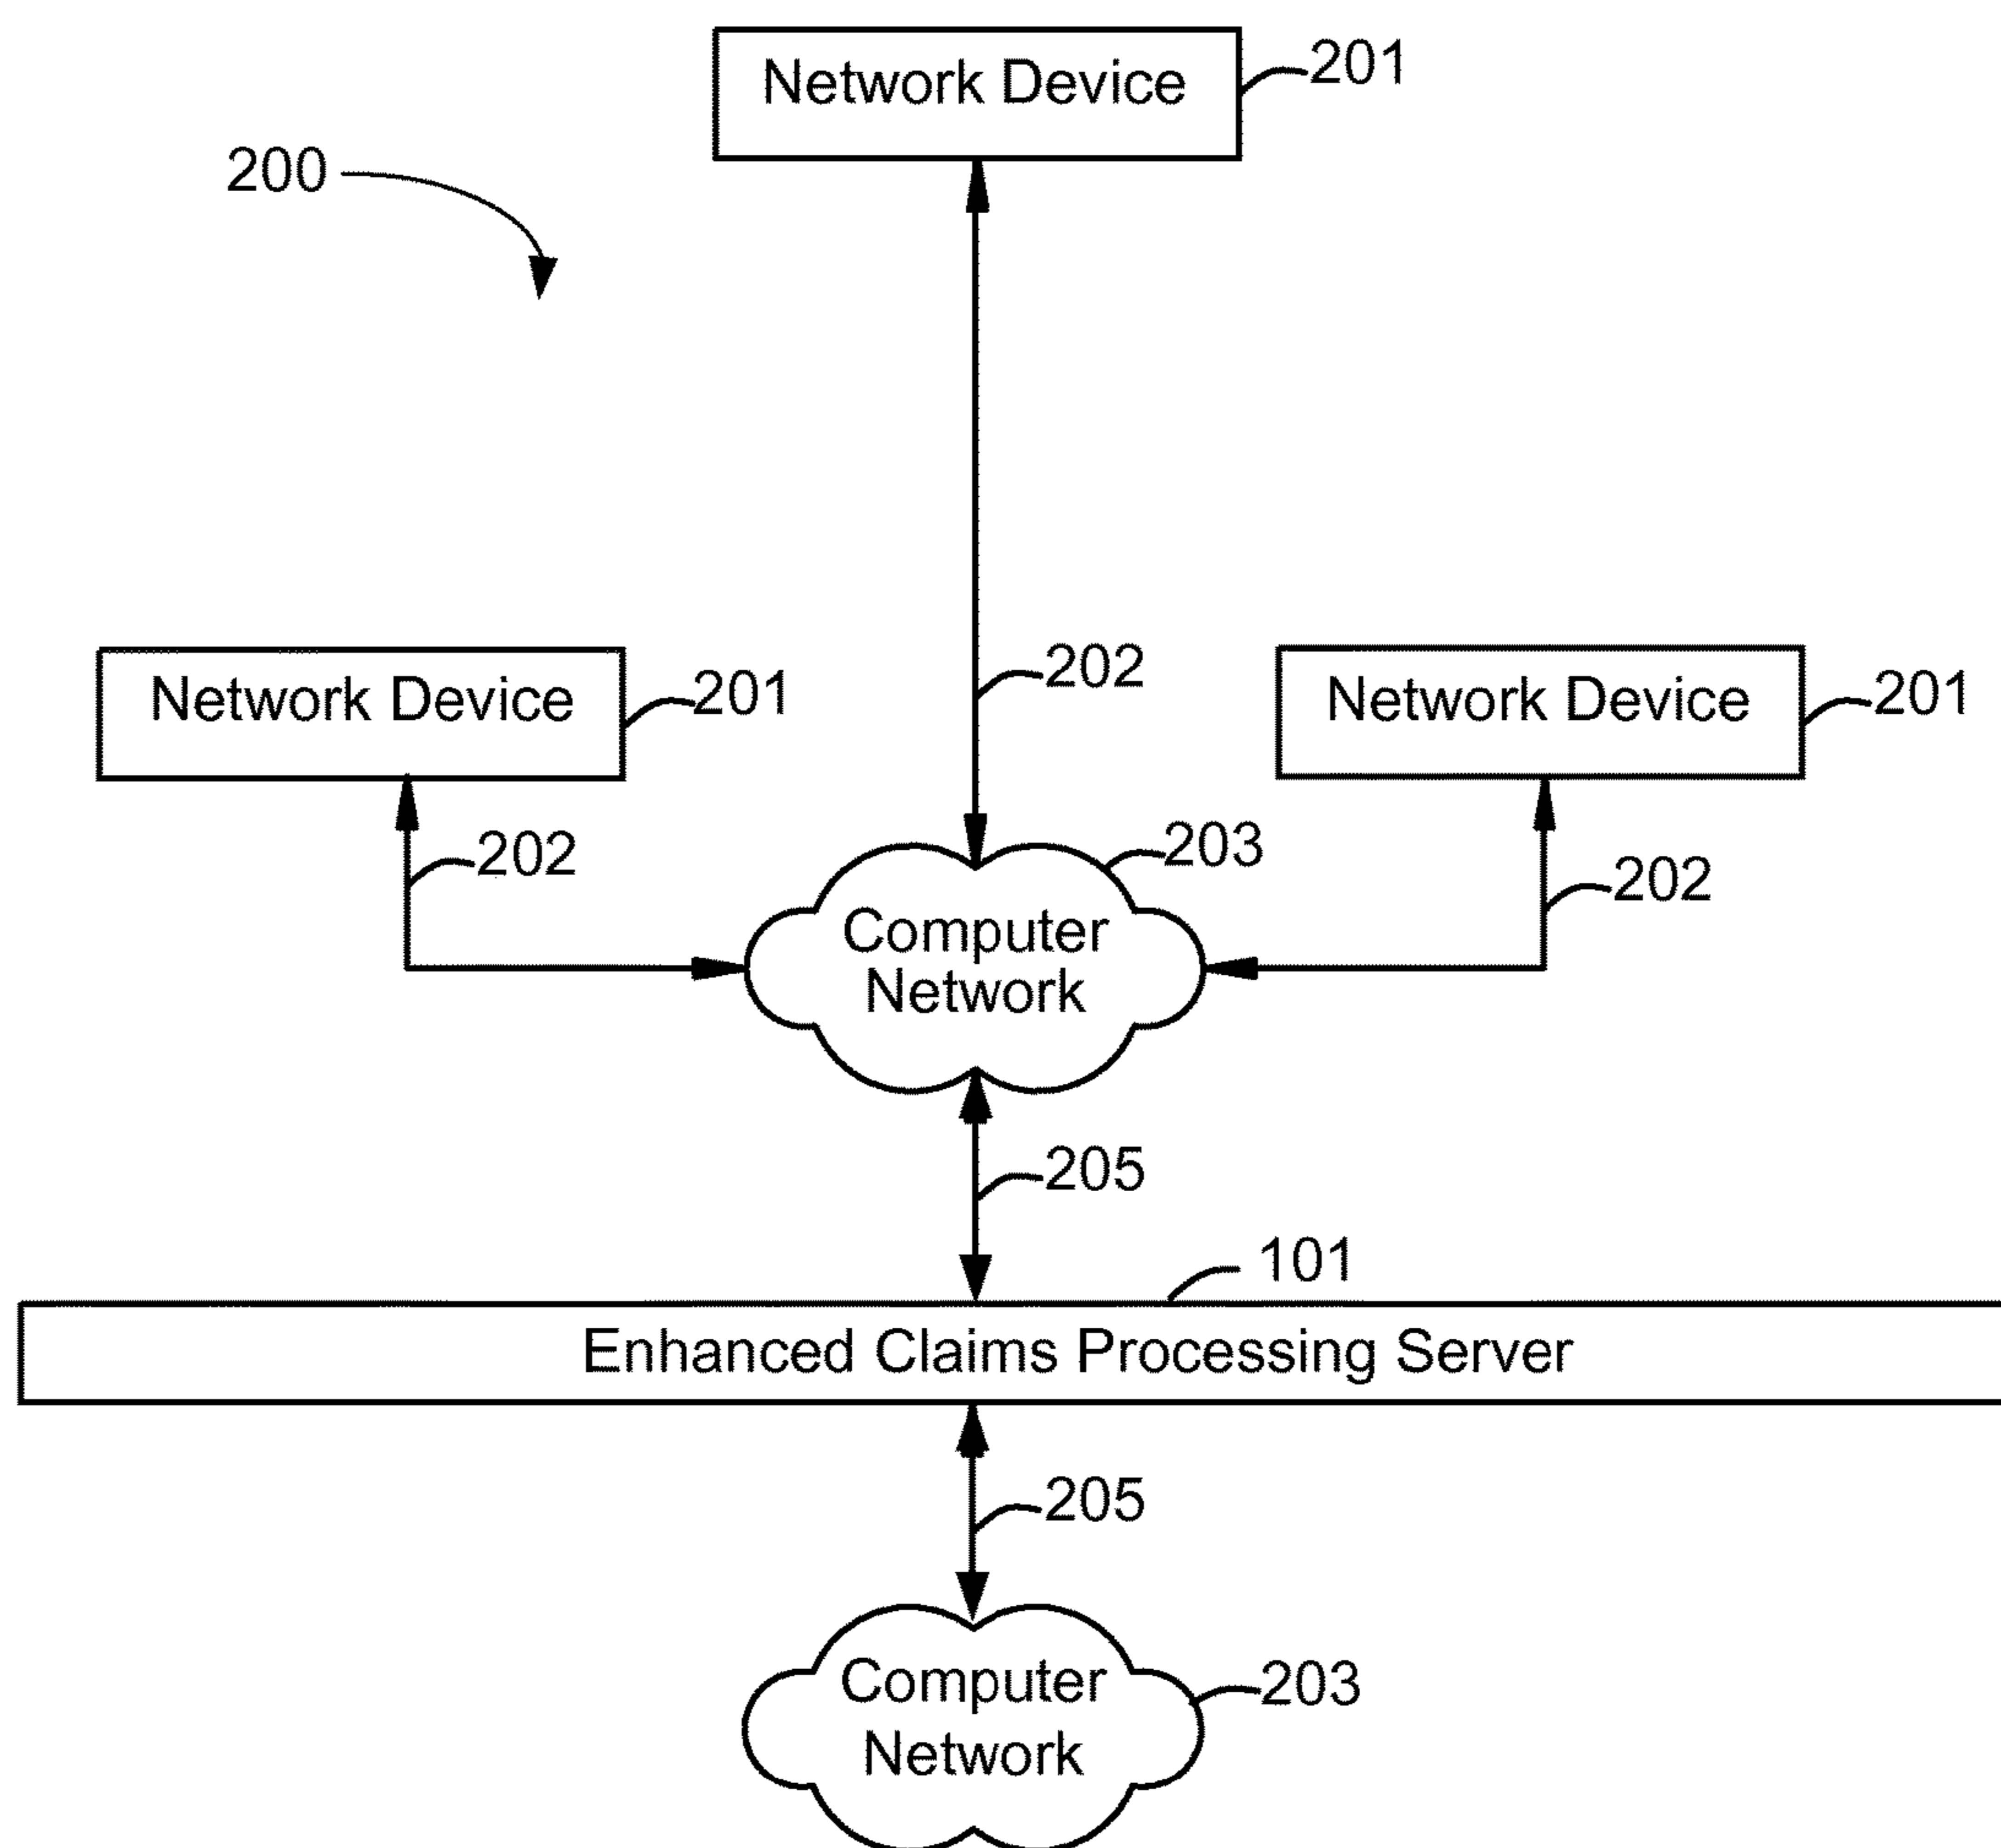 Network Device
201
200
202
Network Device
201
Network Device
201
202
203
202
Computer
Network
205
101
Enhanced Claims Processing Server
205
Computer
Network
203